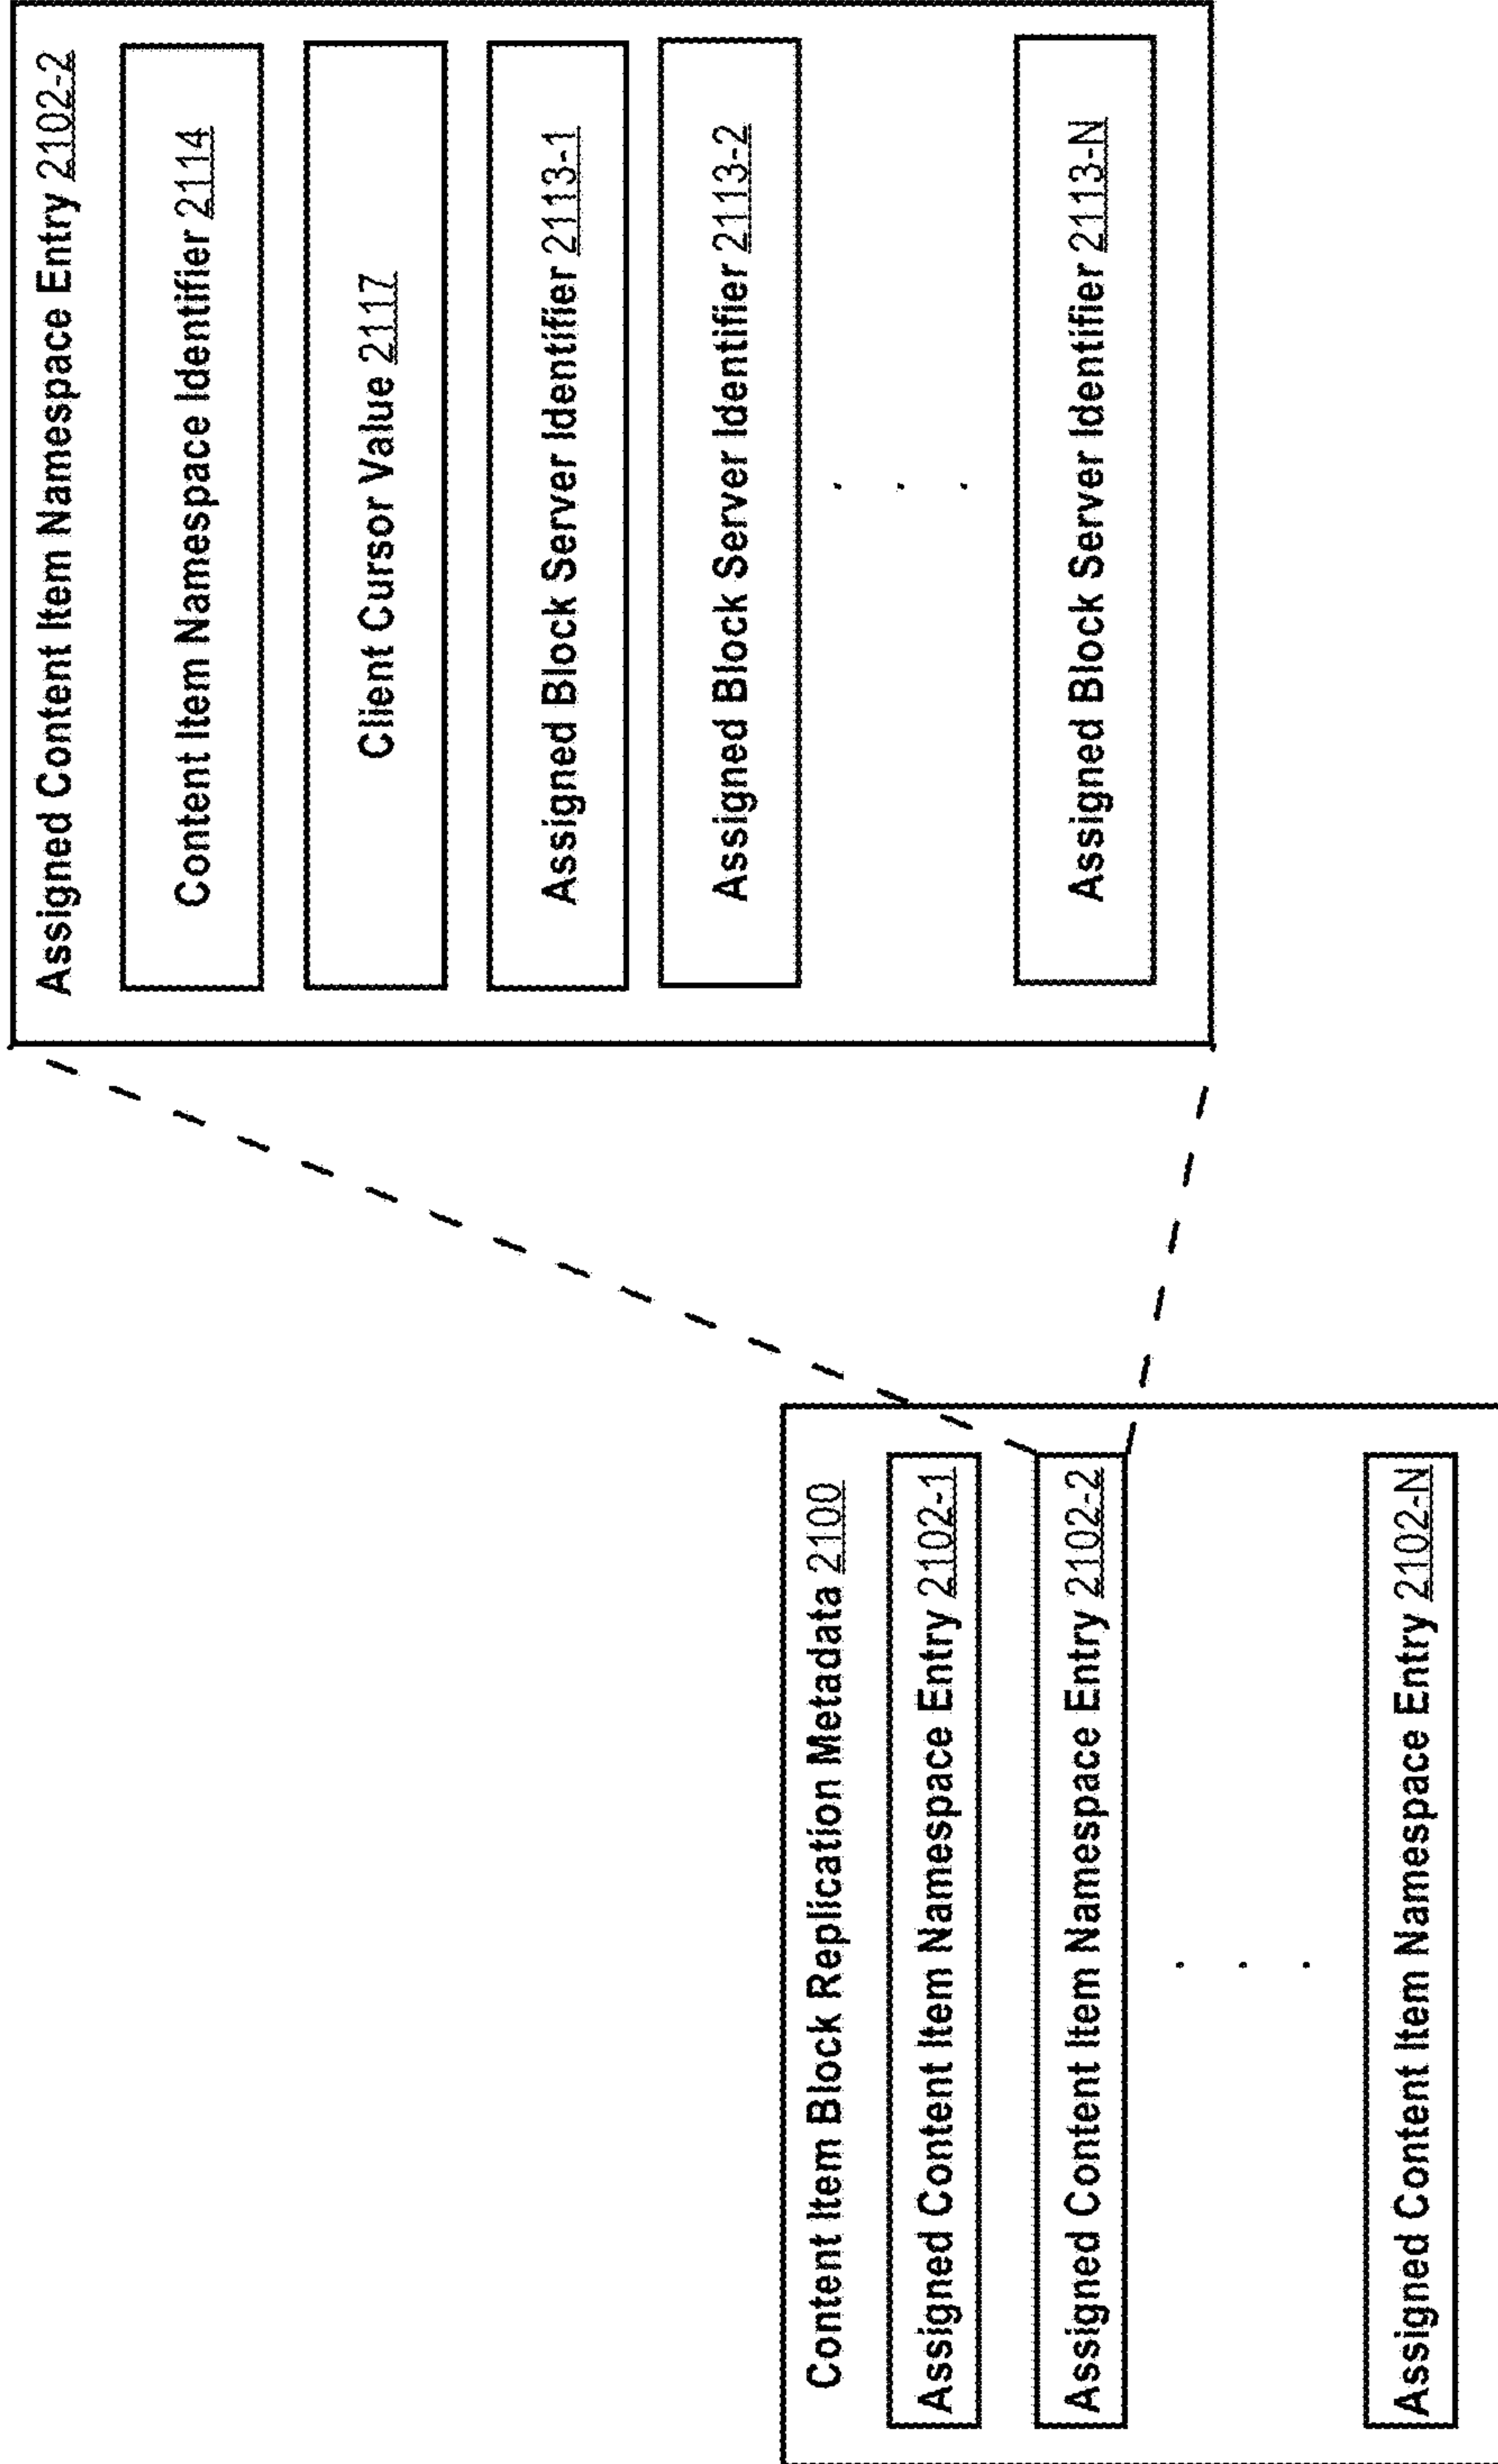 Content Item Block Replication Metadata 2100
Assigned Content Item Namespace Entry 2102-1
Assigned Content Item Namespace Entry 2102-2
. . .
Assigned Content Item Namespace Entry 2102-N
Assigned Content Item Namespace Entry 2102-2
Content Item Namespace Identifier 2114
Client Cursor Value 2117
Assigned Block Server Identifier 2113-1
Assigned Block Server Identifier 2113-2
. . .
Assigned Block Server Identifier 2113-N